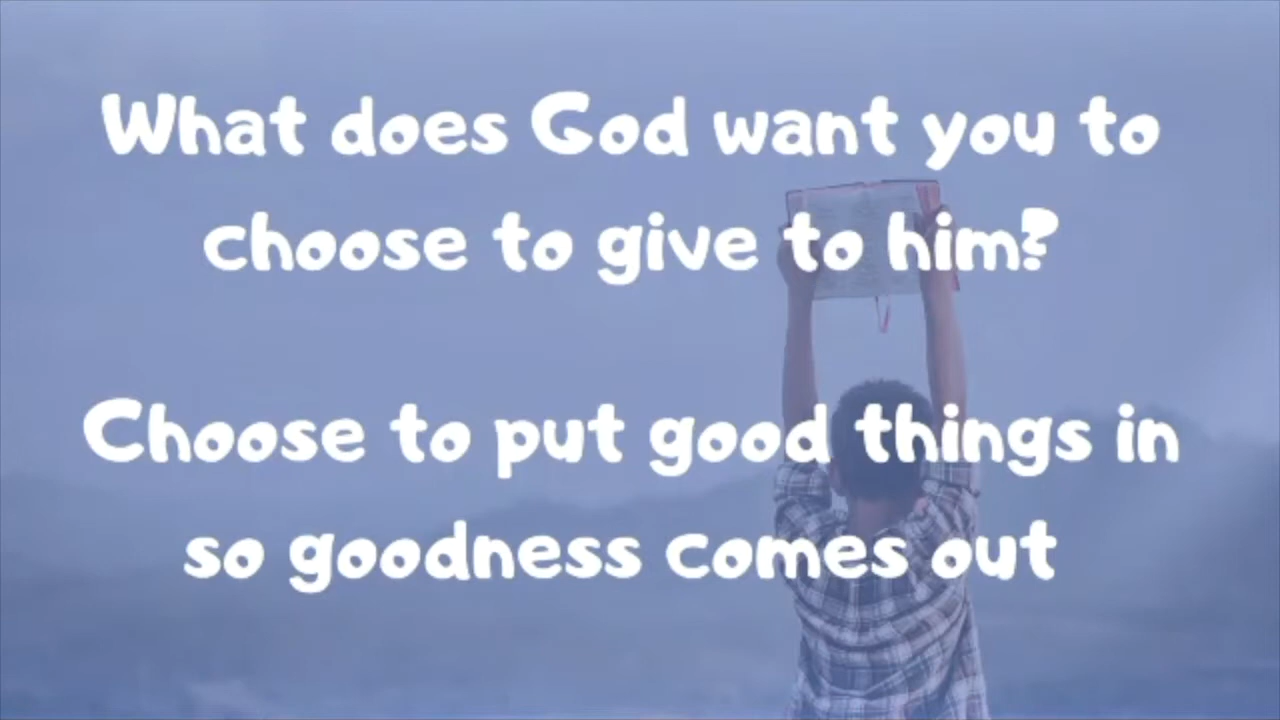 What does God want you to
choose to give to him?
Choose to put good things in
so goodness comes out